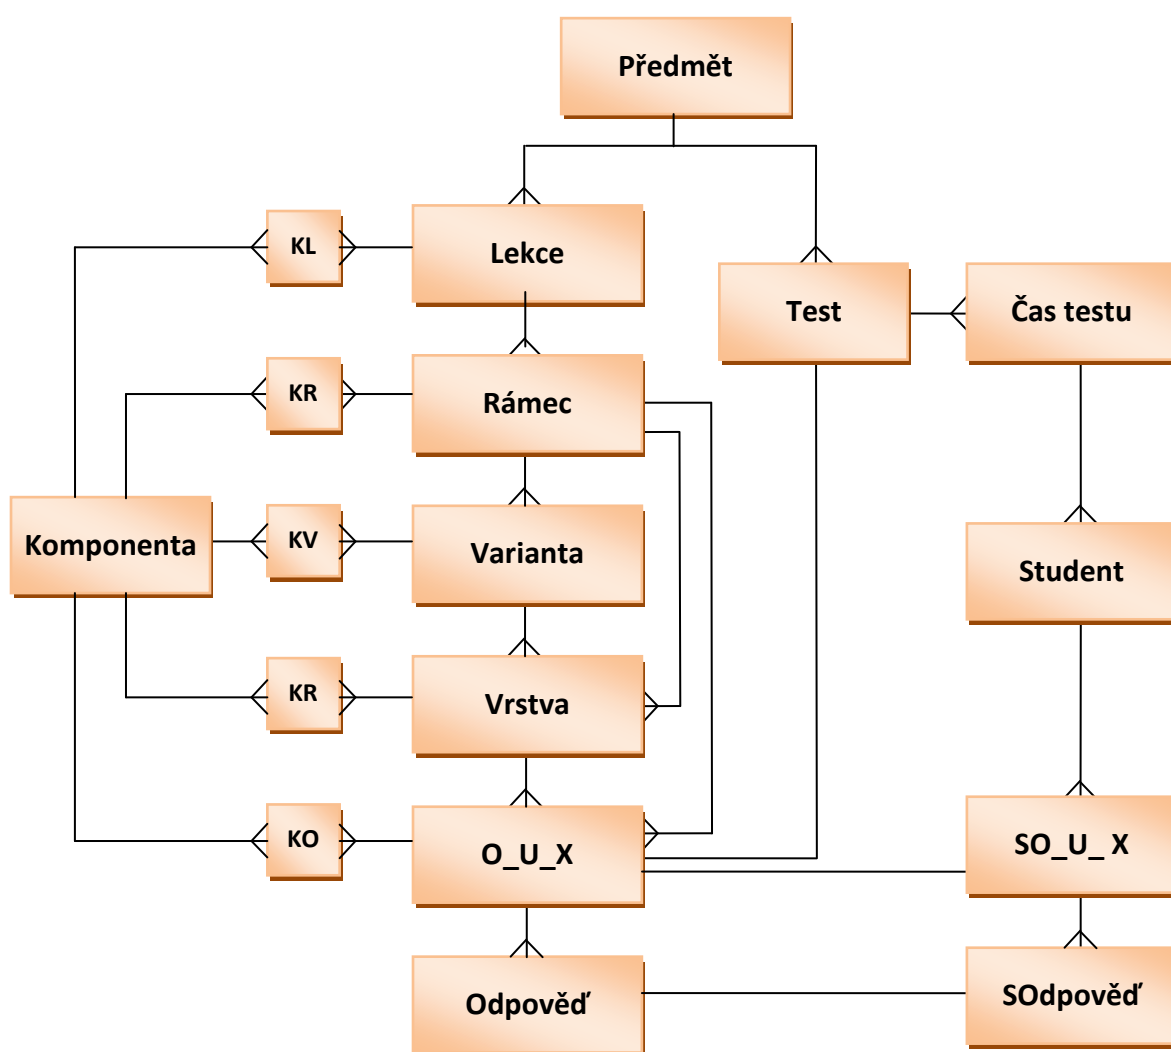 Předmět
KL
Lekce
Test
Čas testu
KR
Rámec
Komponenta
KV
Varianta
Student
KR
Vrstva
KO
O_U_X
SO_U_ X
Odpověď
SOdpověď